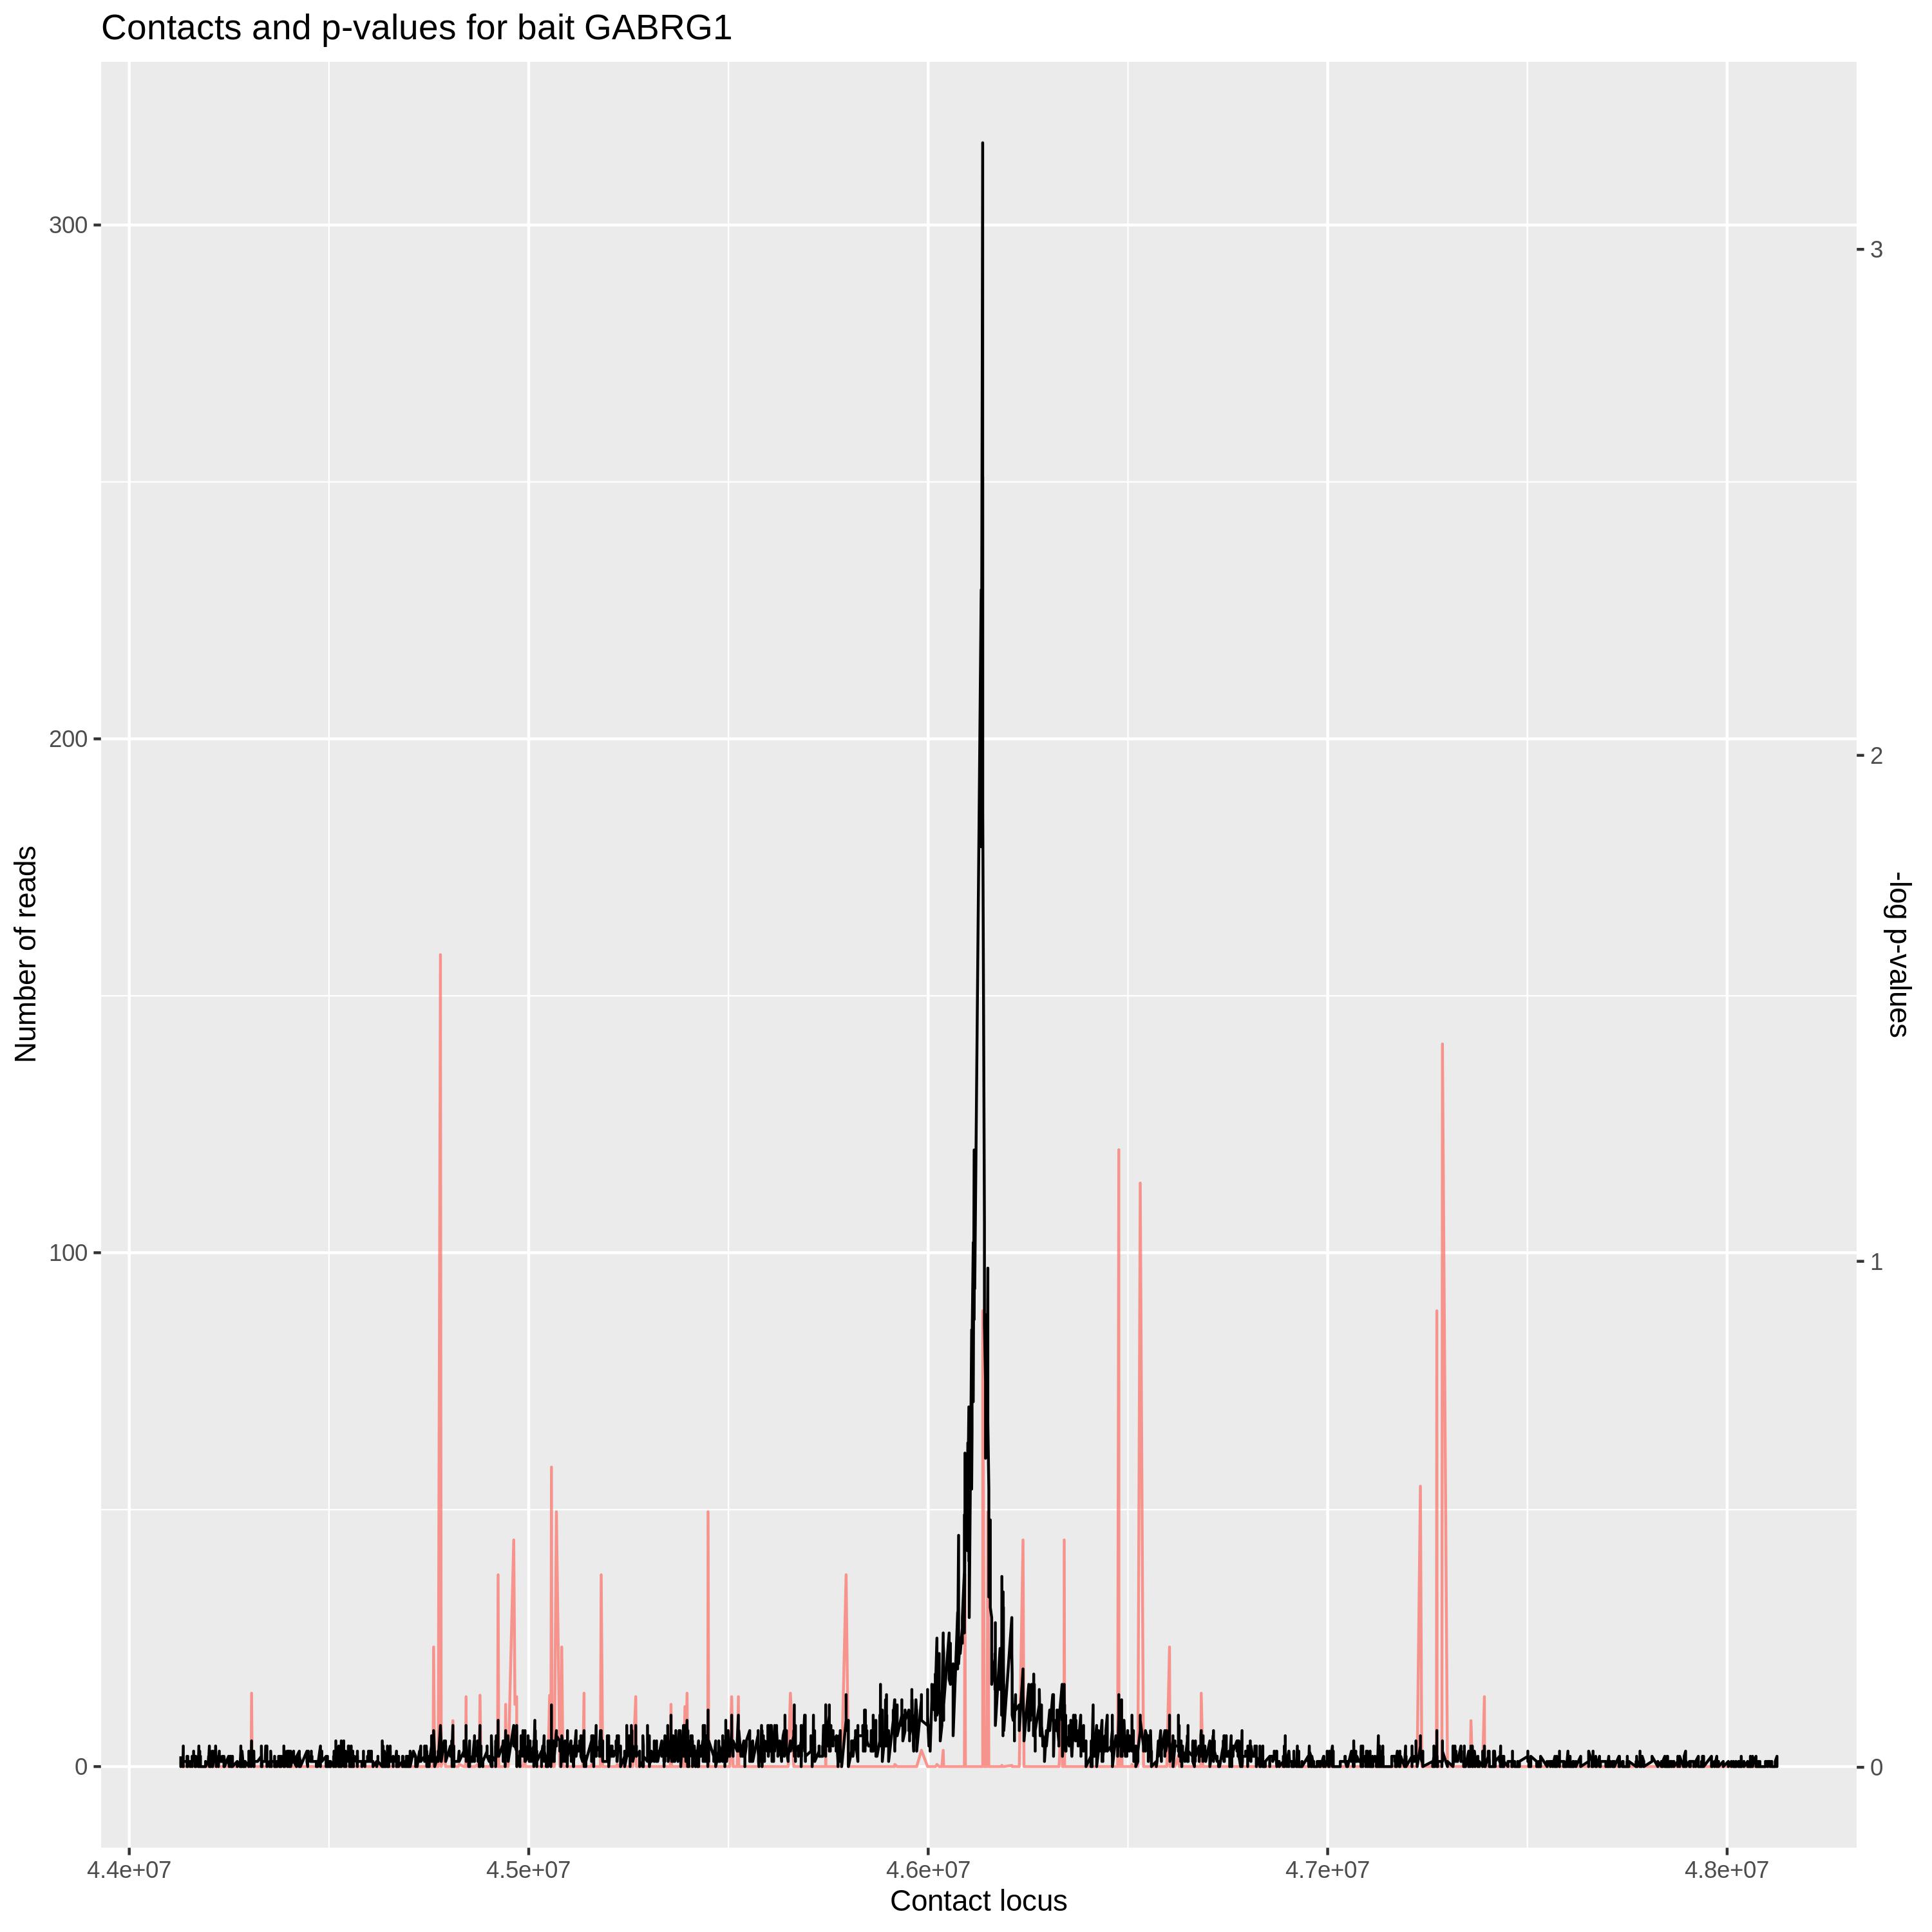 Contacts and p-values for bait GABRG1
300
200
100
0
3
2
1
0
Number of reads
-log p-values
4.4e+07
4.5e+07
4.6e+07
4.7e+07
4.8e+07
Contact locus